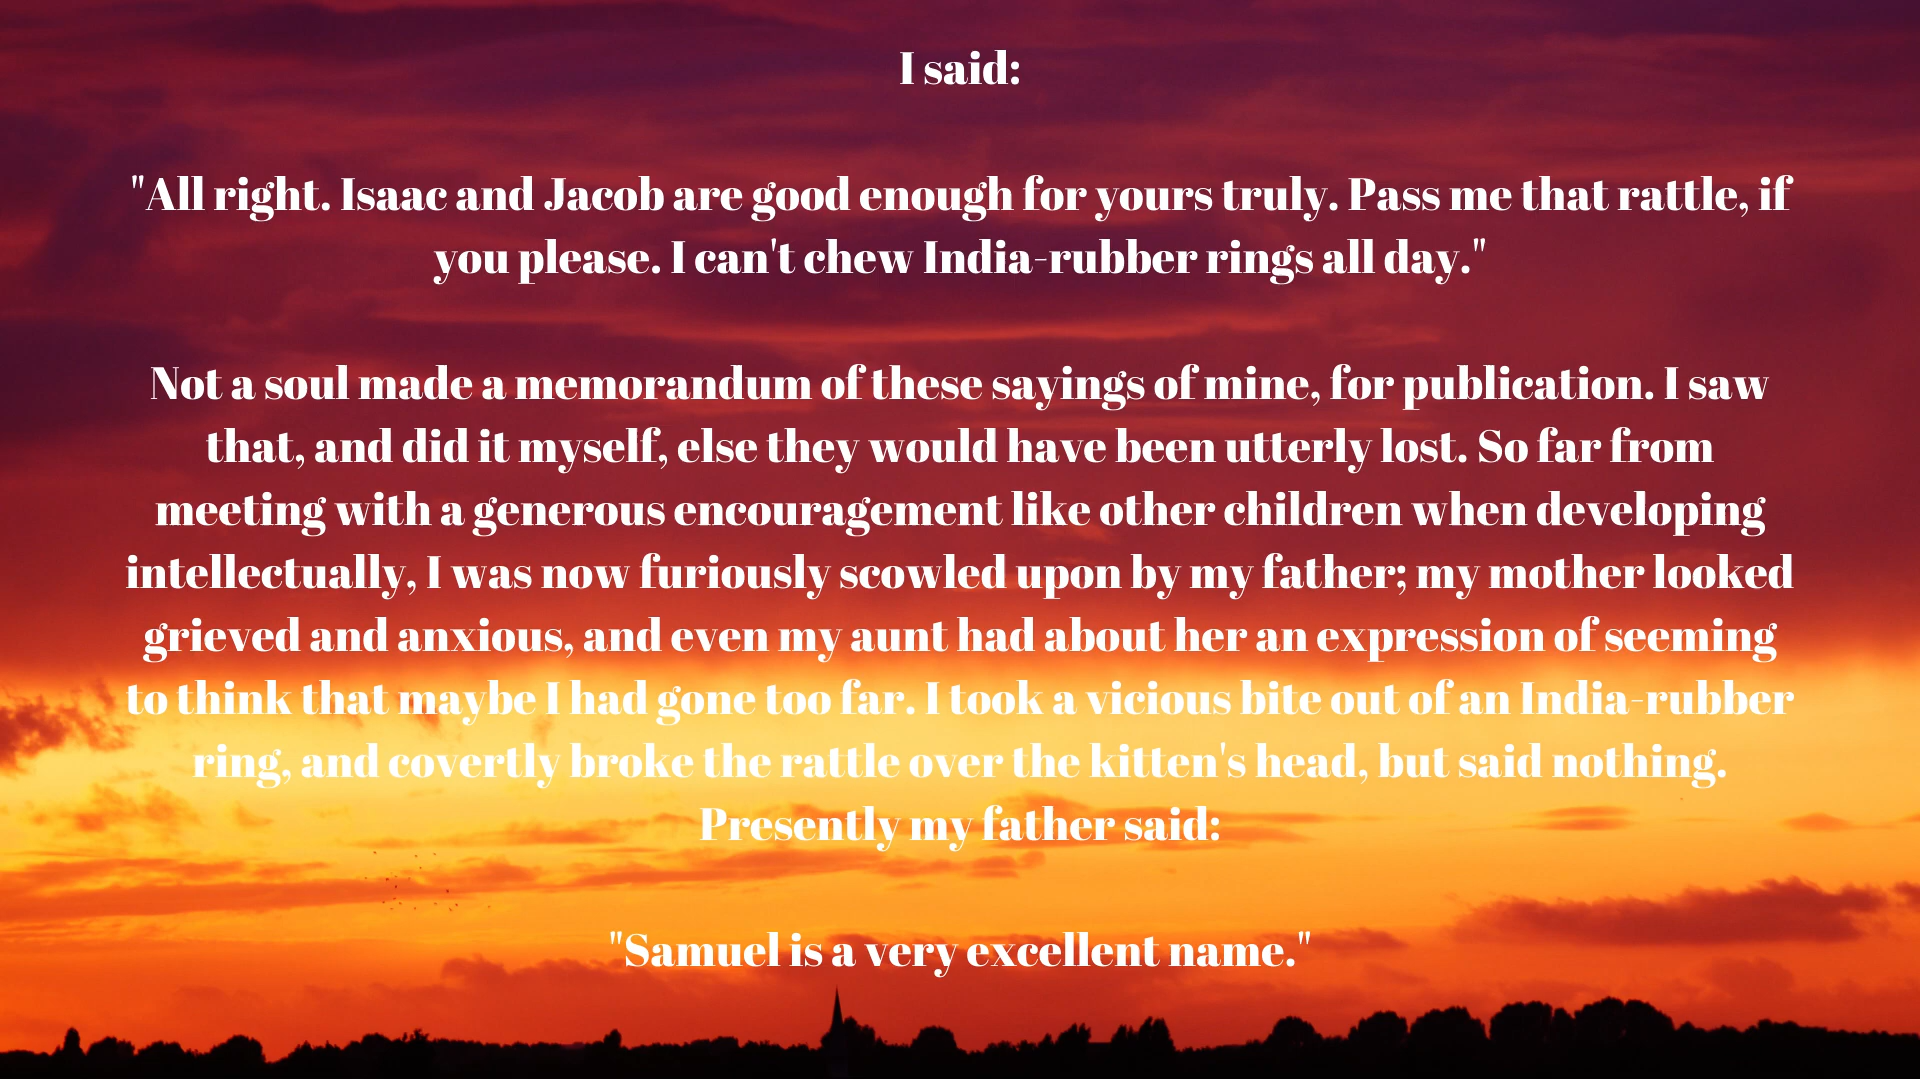 I said:
"All right. Isaac and Jacob are good enough for yours truly. Pass me that rattle, if
you please. I can't chew India-rubber rings all day."
Not a soul made a memorandum of these sayings of mine, for publication. I saw
that, and did it myself, else they would have been utterly lost. So far from
meeting with a generous encouragement like other children when developing
intellectually, I was now furiously scowled upon by my father; my mother looked
grieved and anxious, and even my aunt had about her an expression of seeming
to think that maybe I had gone too far. I took a vicious bite out of an India-rubber
ring, and covertly broke the rattle over the kitten's head, but said nothing.
Presently my father said:
"Samuel is a very excellent name."